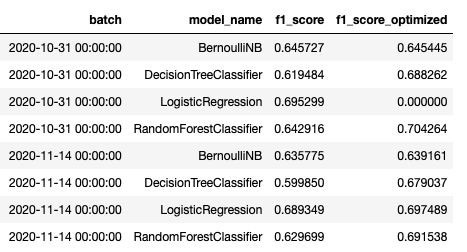 batch model_name f1_score f1_score_optimized
2020-10-31 00:00:00 BernoulliNB 0.645727 0.645445
2020-10-31 00:00:00 DecisionTreeClassifier 0.619484 0.688262
2020-10-31 00:00:00 LogisticRegression 0.695299 0.000000
2020-10-31 00:00:00 RandomForestClassifier 0.642916 0.704264
2020-11-14 00:00:00 BernoulliNB 0.635775 0.639161
2020-11-14 00:00:00 DecisionTreeClassifier 0.599850 0.679037
2020-11-14 00:00:00 LogisticRegression 0.689349 0.697489
2020-11-14 00:00:00 RandomForestClassifier 0.629699 0.691538